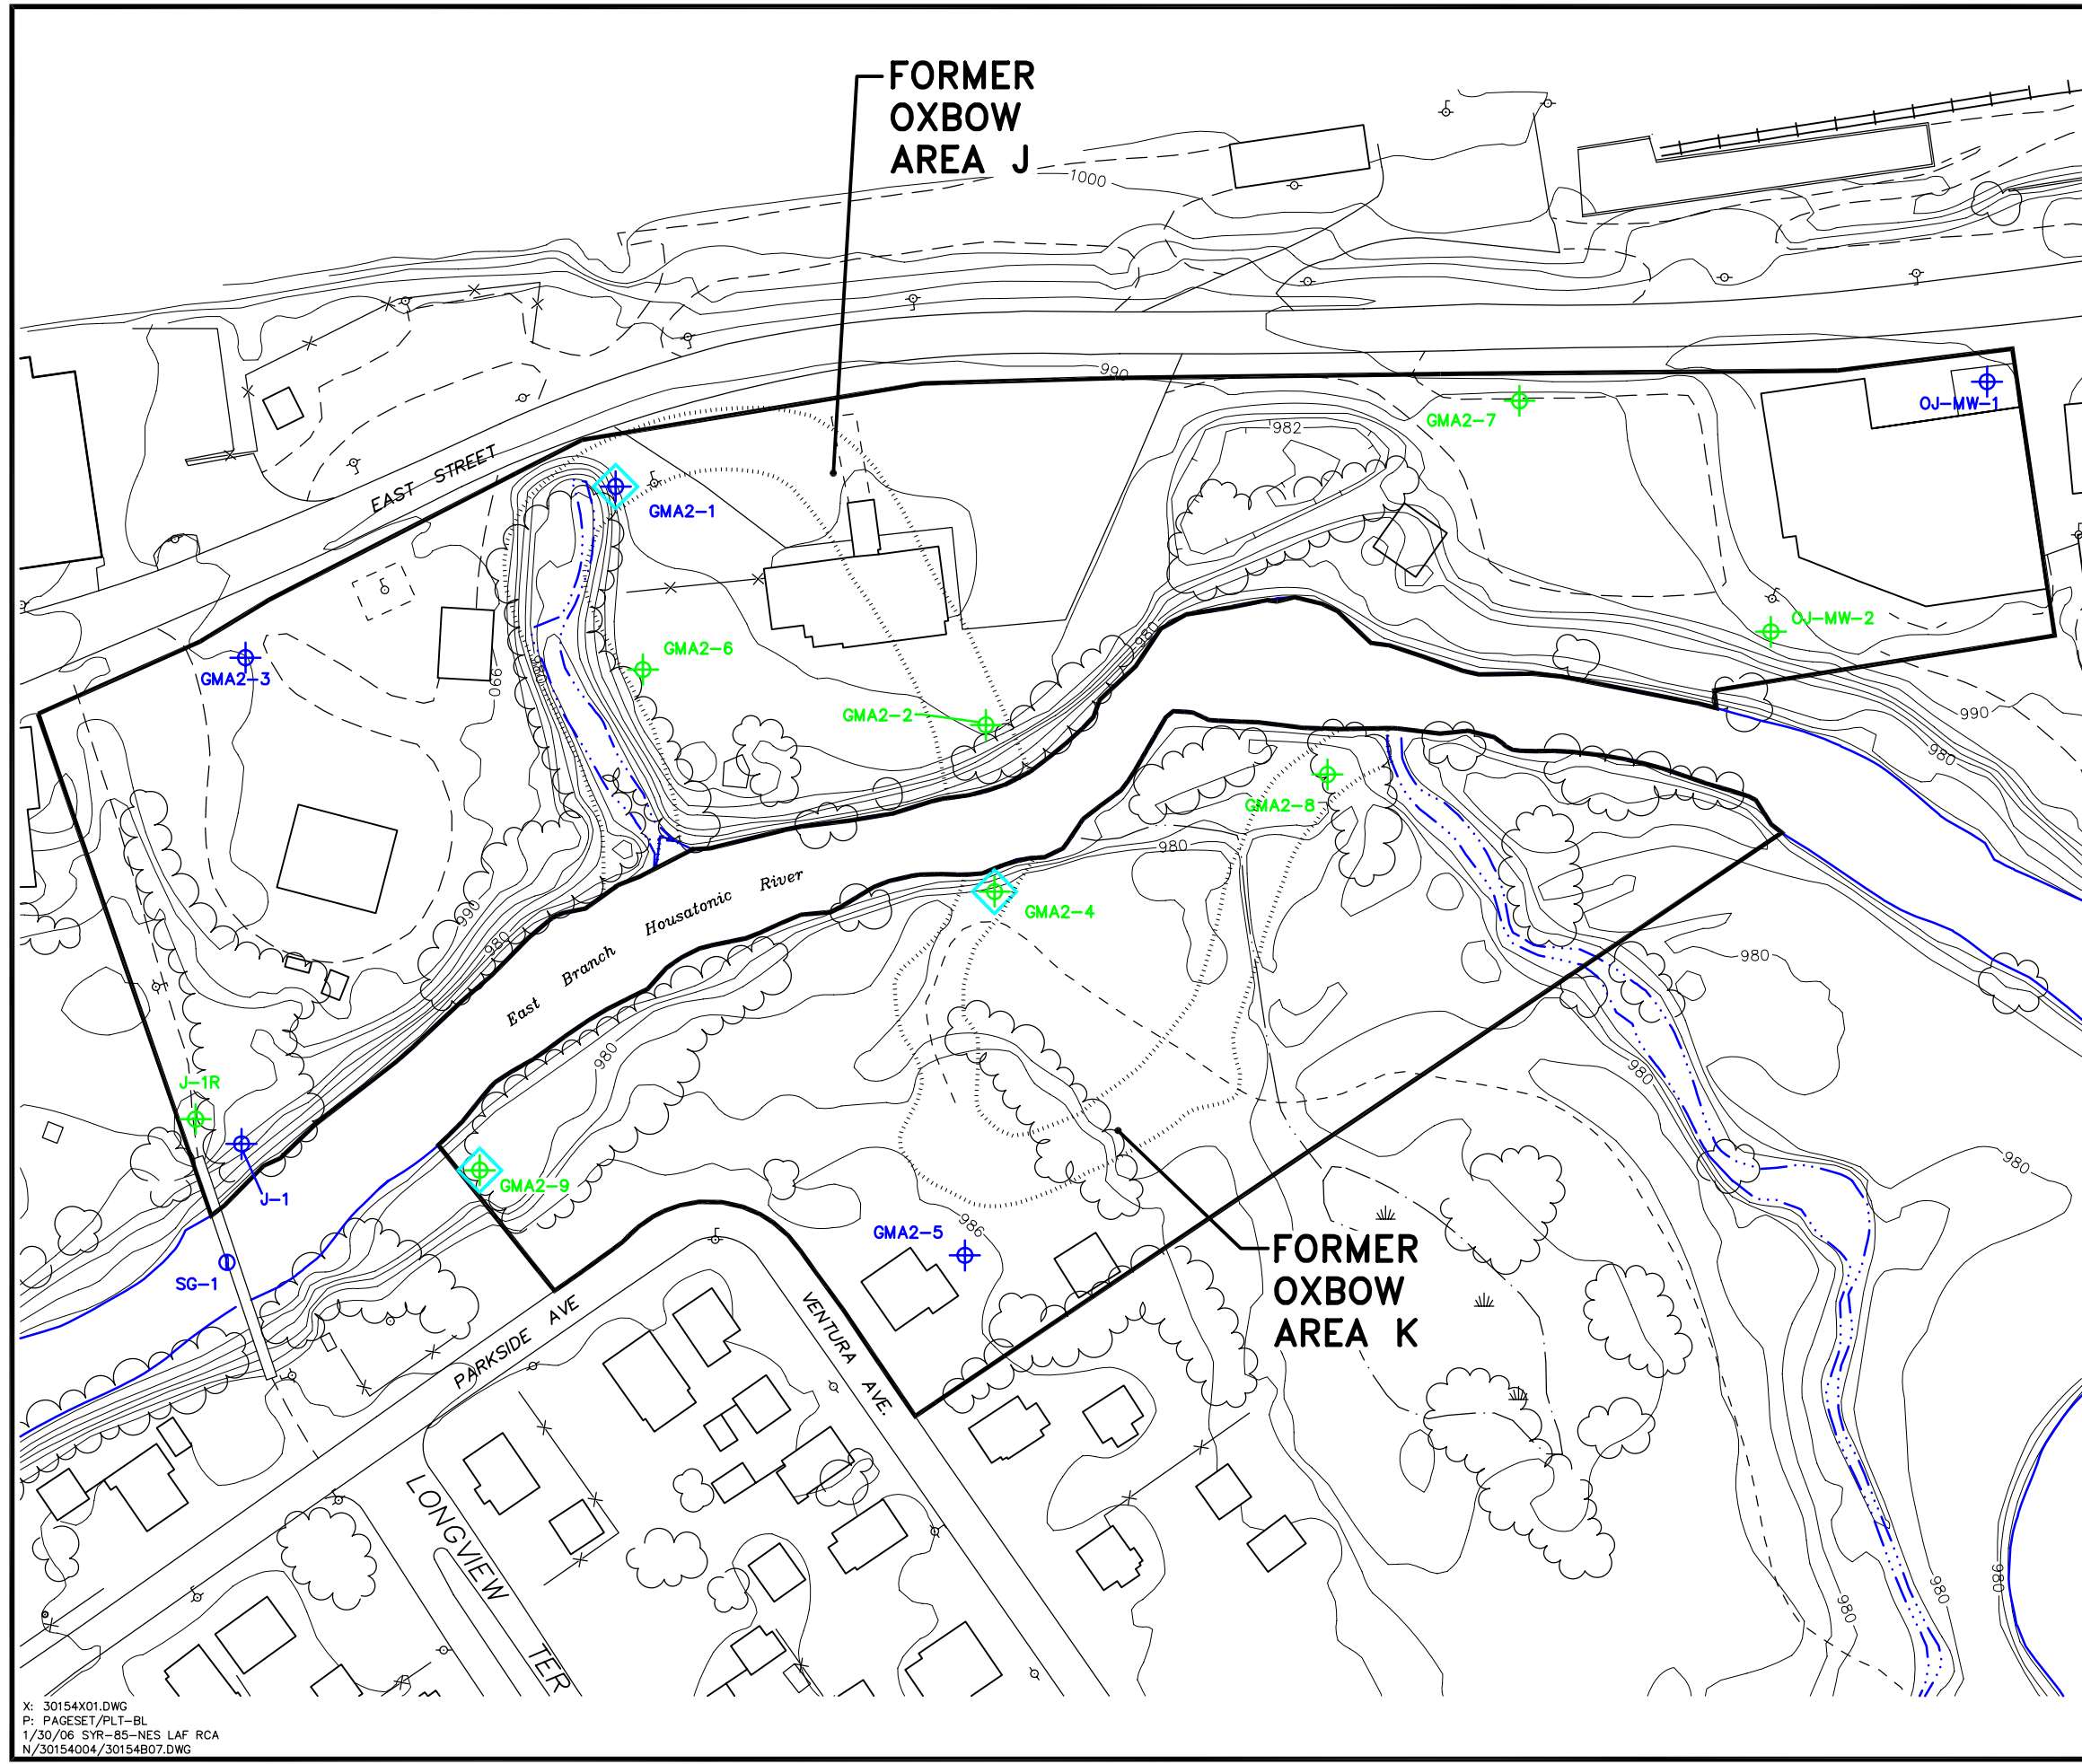 FORMER
OXBOW
AREA J
1000
990
982
OJ-MW-1
GMA2-7
EAST STREET
GMA2-1
OJ-MW-2
GMA2-6
980
980
GMA2-3
990
GMA2-2
990
980
GMA2-8
980
East Branch Housatonic River
GMA2-4
990
980
980
980
980
J-1R
980
GMA2-9
J-1
986
GMA2-5
FORMER
OXBOW
AREA K
SG-1
PARKSIDE AVE
VENTURA AVE.
LONGVIEW TER
980
980
980
X: 30154X01.DWG
P: PAGESET/PLT-BL
1/30/06 SYR-85-NES LAF RCA
N/30154004/30154B07.DWG